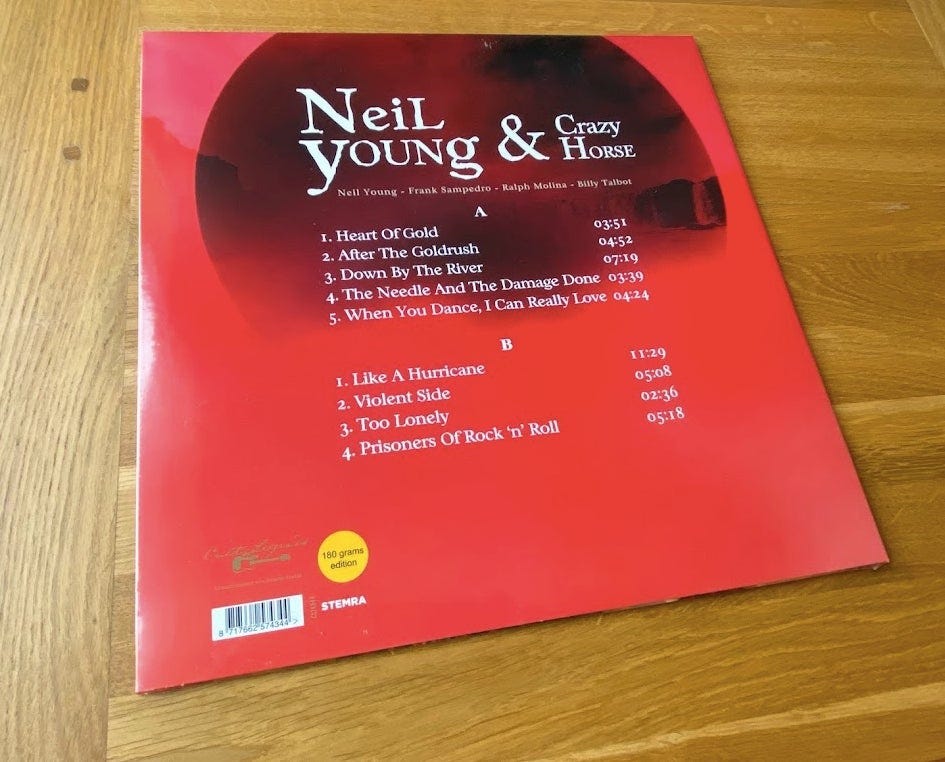 NeiL
YOUNg & Crazy
HORSE
Neil Young - Frank Sampedro - Ralph Molina - Billy Talbot
A
1. Heart Of Gold 03:51
2. After The Goldrush 04:52
3. Down By The River 07:19
4. The Needle And The Damage Done 03:39
5. When You Dance, I Can Really Love 04:24
B
1. Like A Hurricane 11:29
2. Violent Side 05:08
3. Too Lonely 02:36
4. Prisoners Of Rock ‘n’ Roll 05:18
180 grams
edition
STEMRA
8 717662 574344 >